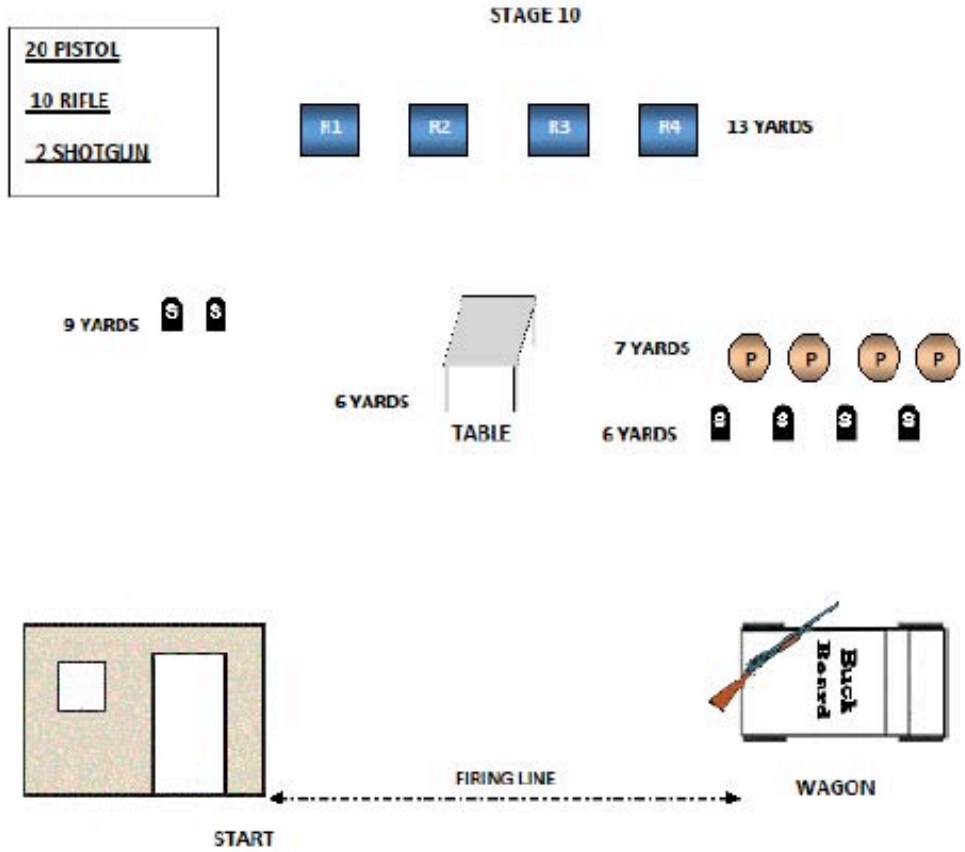 STAGE 10
20 PISTOL
10 RIFLE
2 SHOTGUN
R1 R2 R3 R4 13 YARDS
9 YARDS S S
7 YARDS P P P P
6 YARDS
TABLE
6 YARDS S S S S
Buck
Board
FIRING LINE
WAGON
START